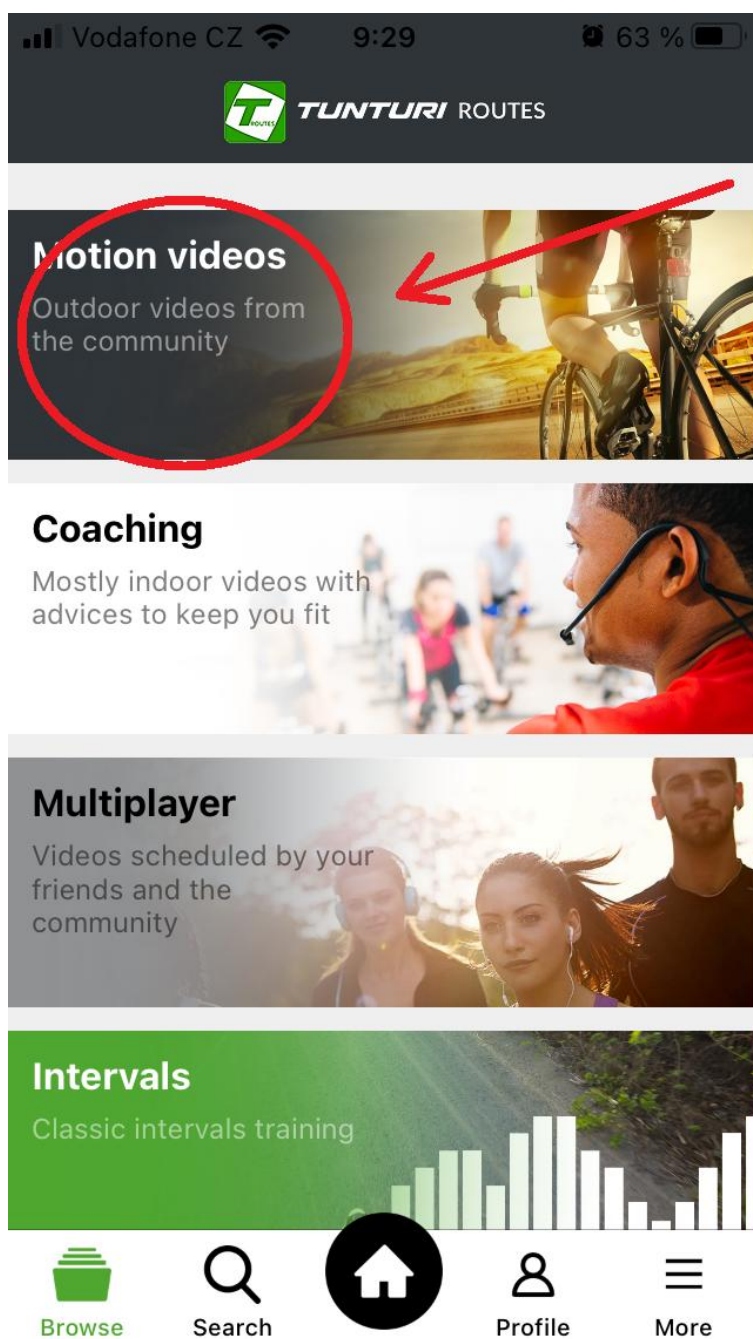 Vodafone CZ 9:29 63 %
T ROUTES TUNTURI ROUTES
Motion videos
Outdoor videos from
the community
Coaching
Mostly indoor videos with
advices to keep you fit
Multiplayer
Videos scheduled by your
friends and the
community
Intervals
Classic intervals training
Browse Search Profile More